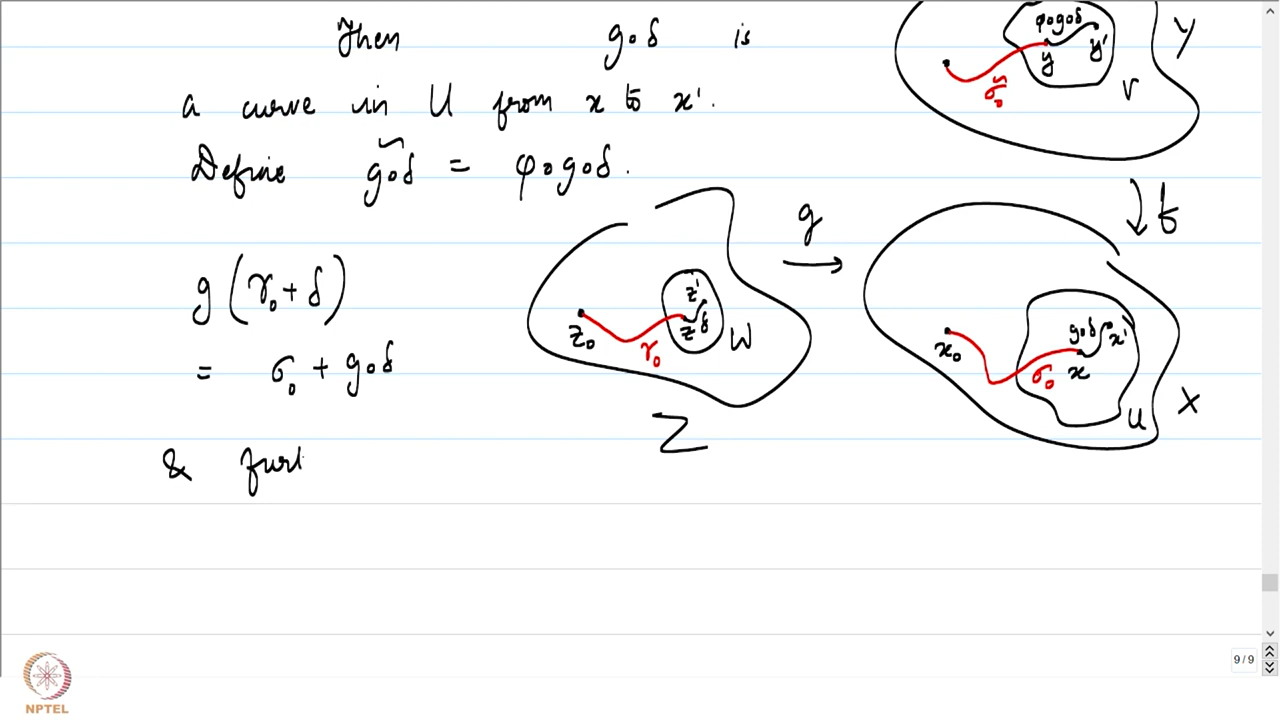 Then g∘δ is
a curve in U from x to x'.
Define g͠∘δ = φ∘g∘δ.
g(γ₀ + δ)
= σ₀ + g∘δ
& furt
φ∘g∘δ
y y'
σ̃₀
V
Y
f
g
z₀ γ₀ z δ z' W
Z
x₀ σ₀ x g∘δ x' U
X
9 / 9
NPTEL